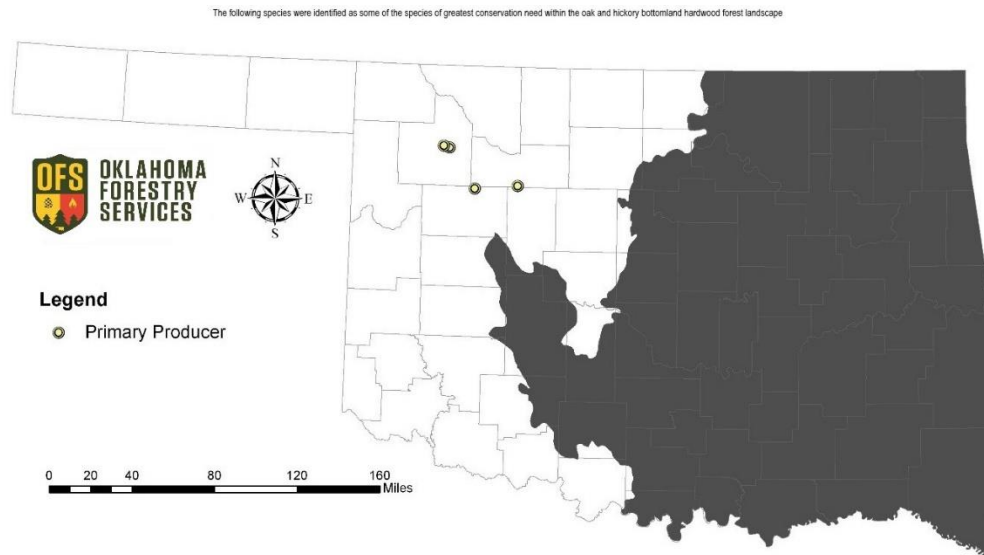 The following species were identified as some of the species of greatest conservation need within the oak and hickory bottomland hardwood forest landscape
OFS
OKLAHOMA
FORESTRY
SERVICES
N
W E
S
Legend
Primary Producer
0 20 40 80 120 160
Miles